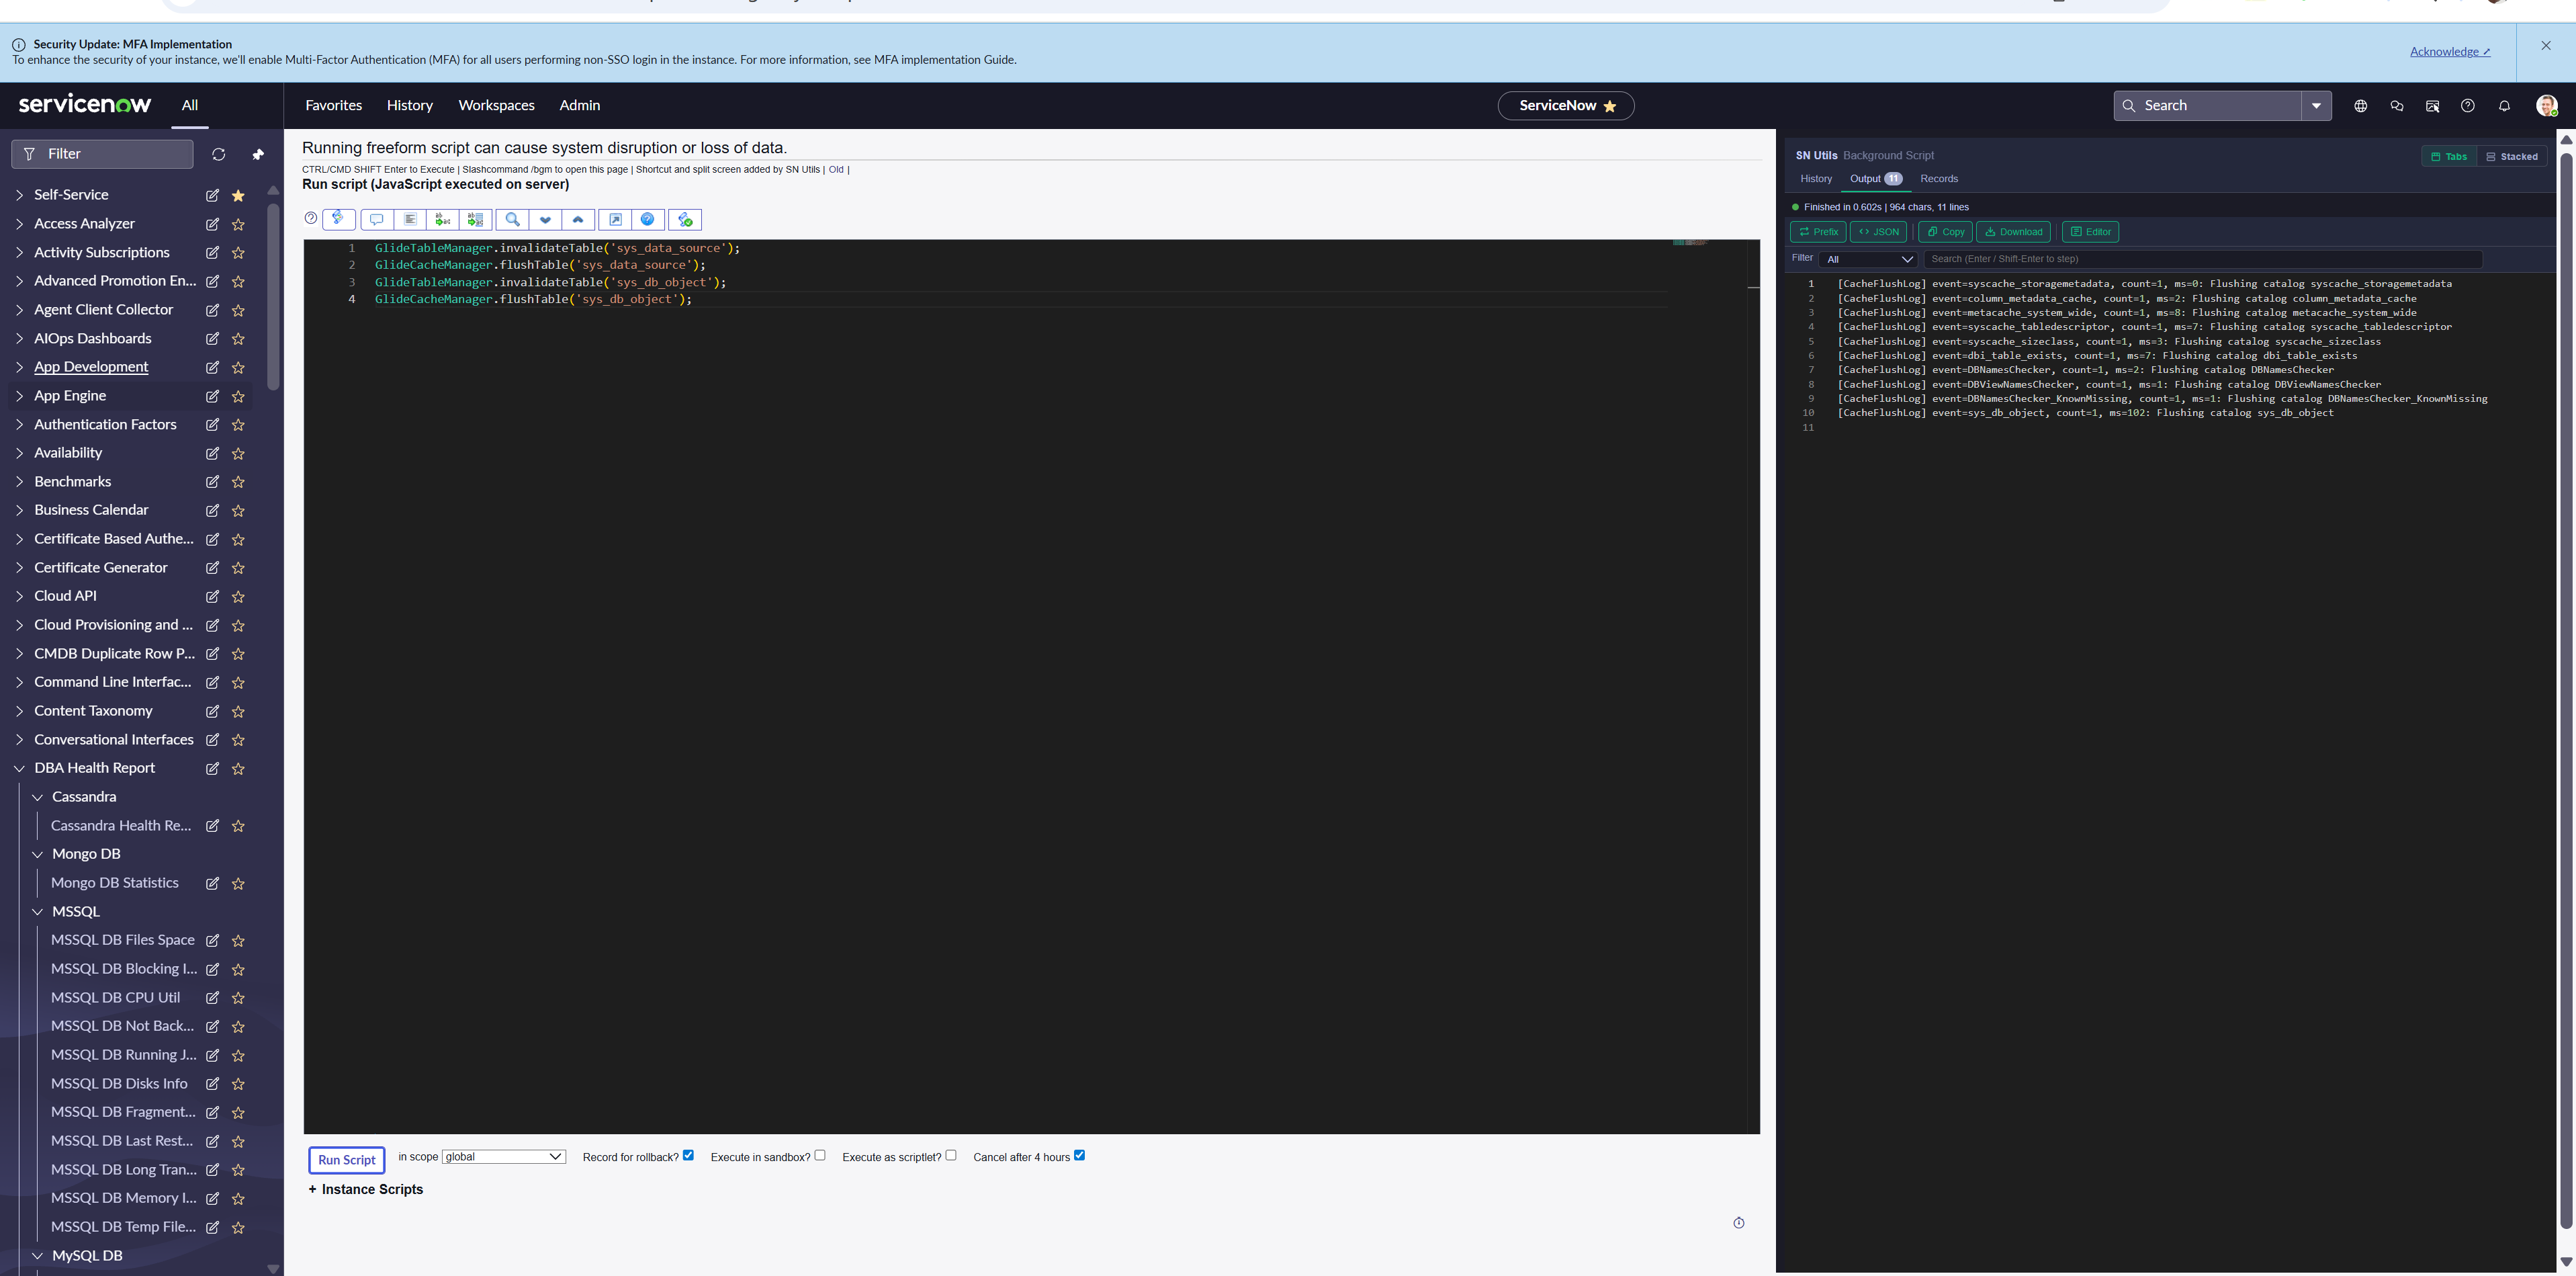 Security Update: MFA Implementation
To enhance the security of your instance, we'll enable Multi-Factor Authentication (MFA) for all users performing non-SSO login in the instance. For more information, see MFA implementation Guide.
Acknowledge
servicenow
All
Favorites
History
Workspaces
Admin
ServiceNow
Search
Filter
Self-Service
Access Analyzer
Activity Subscriptions
Advanced Promotion En...
Agent Client Collector
AIOps Dashboards
App Development
App Engine
Authentication Factors
Availability
Benchmarks
Business Calendar
Certificate Based Authe...
Certificate Generator
Cloud API
Cloud Provisioning and ...
CMDB Duplicate Row P...
Command Line Interfac...
Content Taxonomy
Conversational Interfaces
DBA Health Report
Cassandra
Cassandra Health Re...
Mongo DB
Mongo DB Statistics
MSSQL
MSSQL DB Files Space
MSSQL DB Blocking I...
MSSQL DB CPU Util
MSSQL DB Not Back...
MSSQL DB Running J...
MSSQL DB Disks Info
MSSQL DB Fragment...
MSSQL DB Last Rest...
MSSQL DB Long Tran...
MSSQL DB Memory I...
MSSQL DB Temp File...
MySQL DB
Running freeform script can cause system disruption or loss of data.
CTRL/CMD SHIFT Enter to Execute | Slashcommand /bgm to open this page | Shortcut and split screen added by SN Utils | Old |
Run script (JavaScript executed on server)
1 GlideTableManager.invalidateTable('sys_data_source');
2 GlideCacheManager.flushTable('sys_data_source');
3 GlideTableManager.invalidateTable('sys_db_object');
4 GlideCacheManager.flushTable('sys_db_object');
Run Script
in scope global
Record for rollback?
Execute in sandbox?
Execute as scriptlet?
Cancel after 4 hours
+ Instance Scripts
SN Utils Background Script
Tabs
Stacked
History
Output 11
Records
Finished in 0.602s | 964 chars, 11 lines
Prefix
<> JSON
Copy
Download
Editor
Filter
All
Search (Enter / Shift-Enter to step)
1 [CacheFlushLog] event=syscache_storagemetadata, count=1, ms=0: Flushing catalog syscache_storagemetadata
2 [CacheFlushLog] event=column_metadata_cache, count=1, ms=2: Flushing catalog column_metadata_cache
3 [CacheFlushLog] event=metacache_system_wide, count=1, ms=8: Flushing catalog metacache_system_wide
4 [CacheFlushLog] event=syscache_tabledescriptor, count=1, ms=7: Flushing catalog syscache_tabledescriptor
5 [CacheFlushLog] event=syscache_sizeclass, count=1, ms=3: Flushing catalog syscache_sizeclass
6 [CacheFlushLog] event=dbi_table_exists, count=1, ms=7: Flushing catalog dbi_table_exists
7 [CacheFlushLog] event=DBNamesChecker, count=1, ms=2: Flushing catalog DBNamesChecker
8 [CacheFlushLog] event=DBViewNamesChecker, count=1, ms=1: Flushing catalog DBViewNamesChecker
9 [CacheFlushLog] event=DBNamesChecker_KnownMissing, count=1, ms=1: Flushing catalog DBNamesChecker_KnownMissing
10 [CacheFlushLog] event=sys_db_object, count=1, ms=102: Flushing catalog sys_db_object
11